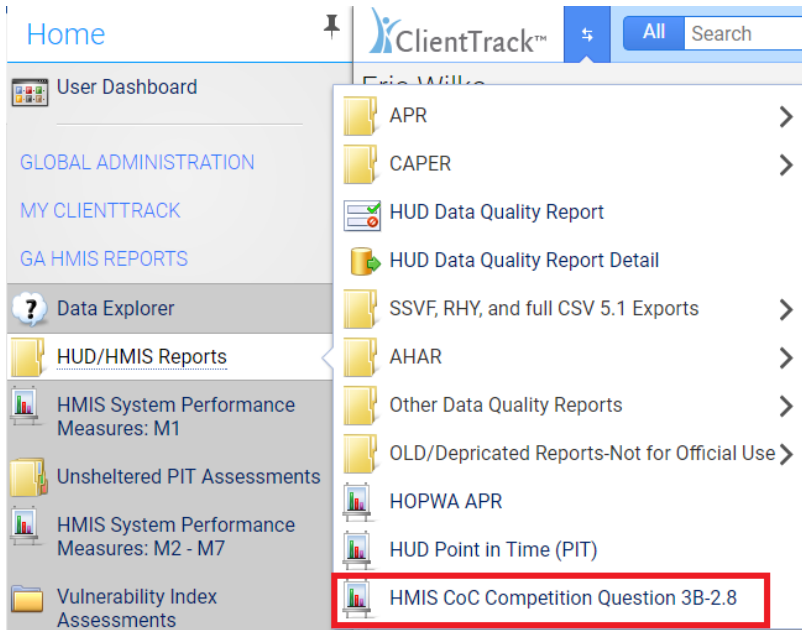 Home
ClientTrack™
All
Search
User Dashboard
GLOBAL ADMINISTRATION
MY CLIENTTRACK
GA HMIS REPORTS
Data Explorer
HUD/HMIS Reports
HMIS System Performance
Measures: M1
Unsheltered PIT Assessments
HMIS System Performance
Measures: M2 - M7
Vulnerability Index
Assessments
APR
CAPER
HUD Data Quality Report
HUD Data Quality Report Detail
SSVF, RHY, and full CSV 5.1 Exports
AHAR
Other Data Quality Reports
OLD/Depricated Reports-Not for Official Use
HOPWA APR
HUD Point in Time (PIT)
HMIS CoC Competition Question 3B-2.8